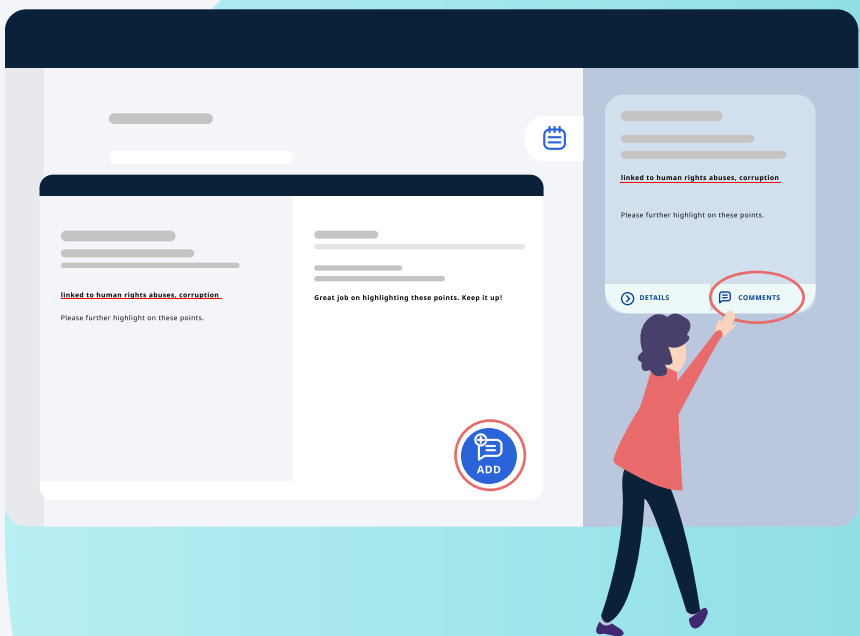 linked to human rights abuses, corruption
Please further highlight on these points.
Great job on highlighting these points. Keep it up!
ADD
linked to human rights abuses, corruption
Please further highlight on these points.
DETAILS
COMMENTS